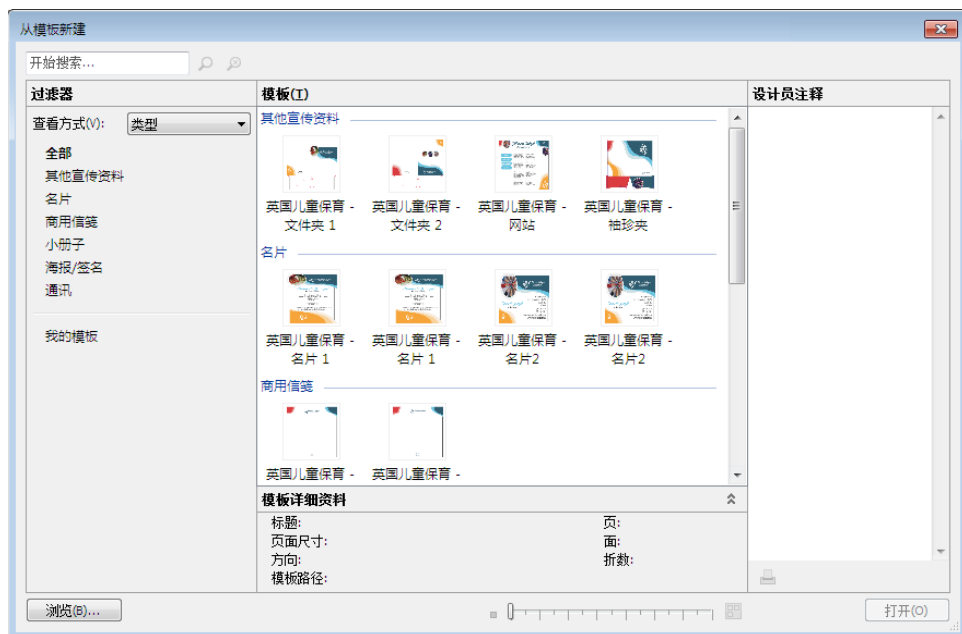 从模板新建
开始搜索...
过滤器
模板(T)
设计员注释
查看方式(V):
类型
全部
其他宣传资料
名片
商用信笺
小册子
海报/签名
通讯
我的模板
其他宣传资料
英国儿童保育 - 文件夹 1
英国儿童保育 - 文件夹 2
英国儿童保育 - 网站
英国儿童保育 - 袖珍夹
名片
英国儿童保育 - 名片 1
英国儿童保育 - 名片 1
英国儿童保育 - 名片2
英国儿童保育 - 名片2
商用信笺
英国儿童保育 -
英国儿童保育 -
模板详细资料
标题:
页:
页面尺寸:
面:
方向:
折数:
模板路径:
浏览(B)...
打开(O)